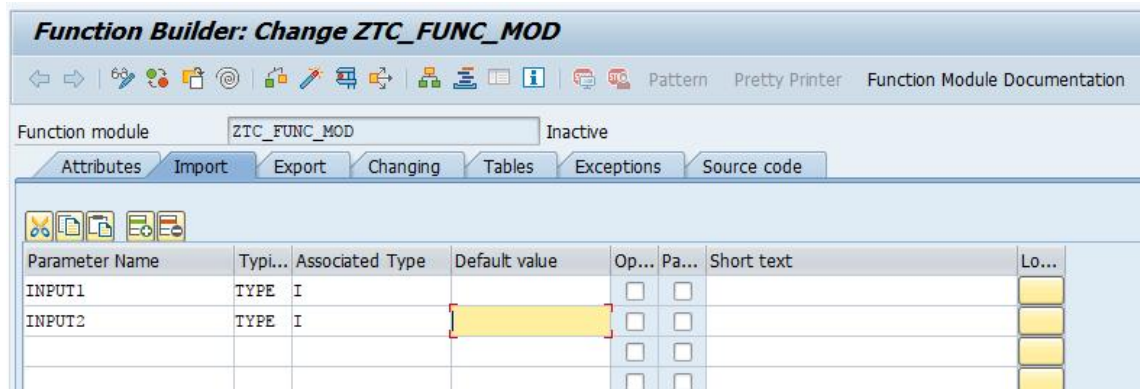 Function Builder: Change ZTC_FUNC_MOD
Pattern Pretty Printer Function Module Documentation
Function module ZTC_FUNC_MOD Inactive
Attributes Import Export Changing Tables Exceptions Source code
Parameter Name Typi... Associated Type Default value Op... Pa... Short text Lo...
INPUT1 TYPE I
INPUT2 TYPE I